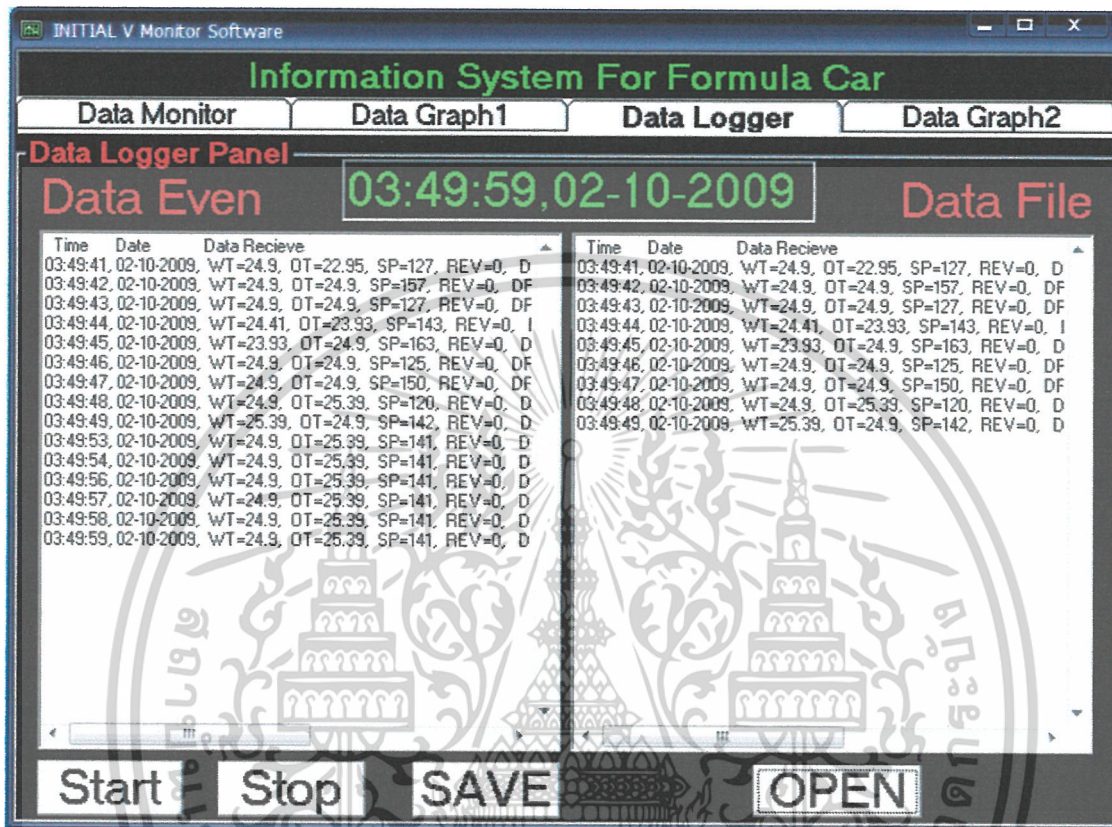 INITIAL V Monitor Software
Information System For Formula Car
Data Monitor Data Graph1 Data Logger Data Graph2
Data Logger Panel
Data Even 03:49:59,02-10-2009 Data File
Time Date Data Recieve
03:49:41, 02-10-2009, WT=24.9, OT=22.95, SP=127, REV=0, D
03:49:42, 02-10-2009, WT=24.9, OT=24.9, SP=157, REV=0, DF
03:49:43, 02-10-2009, WT=24.9, OT=24.9, SP=127, REV=0, DF
03:49:44, 02-10-2009, WT=24.41, OT=23.93, SP=143, REV=0, I
03:49:45, 02-10-2009, WT=23.93, OT=24.9, SP=163, REV=0, D
03:49:46, 02-10-2009, WT=24.9, OT=24.9, SP=125, REV=0, DF
03:49:47, 02-10-2009, WT=24.9, OT=24.9, SP=150, REV=0, DF
03:49:48, 02-10-2009, WT=24.9, OT=25.39, SP=120, REV=0, D
03:49:49, 02-10-2009, WT=25.39, OT=24.9, SP=142, REV=0, D
03:49:53, 02-10-2009, WT=24.9, OT=25.39, SP=141, REV=0, D
03:49:54, 02-10-2009, WT=24.9, OT=25.39, SP=141, REV=0, D
03:49:56, 02-10-2009, WT=24.9, OT=25.39, SP=141, REV=0, D
03:49:57, 02-10-2009, WT=24.9, OT=25.39, SP=141, REV=0, D
03:49:58, 02-10-2009, WT=24.9, OT=25.39, SP=141, REV=0, D
03:49:59, 02-10-2009, WT=24.9, OT=25.39, SP=141, REV=0, D
Time Date Data Recieve
03:49:41, 02-10-2009, WT=24.9, OT=22.95, SP=127, REV=0, D
03:49:42, 02-10-2009, WT=24.9, OT=24.9, SP=157, REV=0, DF
03:49:43, 02-10-2009, WT=24.9, OT=24.9, SP=127, REV=0, DF
03:49:44, 02-10-2009, WT=24.41, OT=23.93, SP=143, REV=0, I
03:49:45, 02-10-2009, WT=23.93, OT=24.9, SP=163, REV=0, D
03:49:46, 02-10-2009, WT=24.9, OT=24.9, SP=125, REV=0, DF
03:49:47, 02-10-2009, WT=24.9, OT=24.9, SP=150, REV=0, DF
03:49:48, 02-10-2009, WT=24.9, OT=25.39, SP=120, REV=0, D
03:49:49, 02-10-2009, WT=25.39, OT=24.9, SP=142, REV=0, D
Start Stop SAVE OPEN